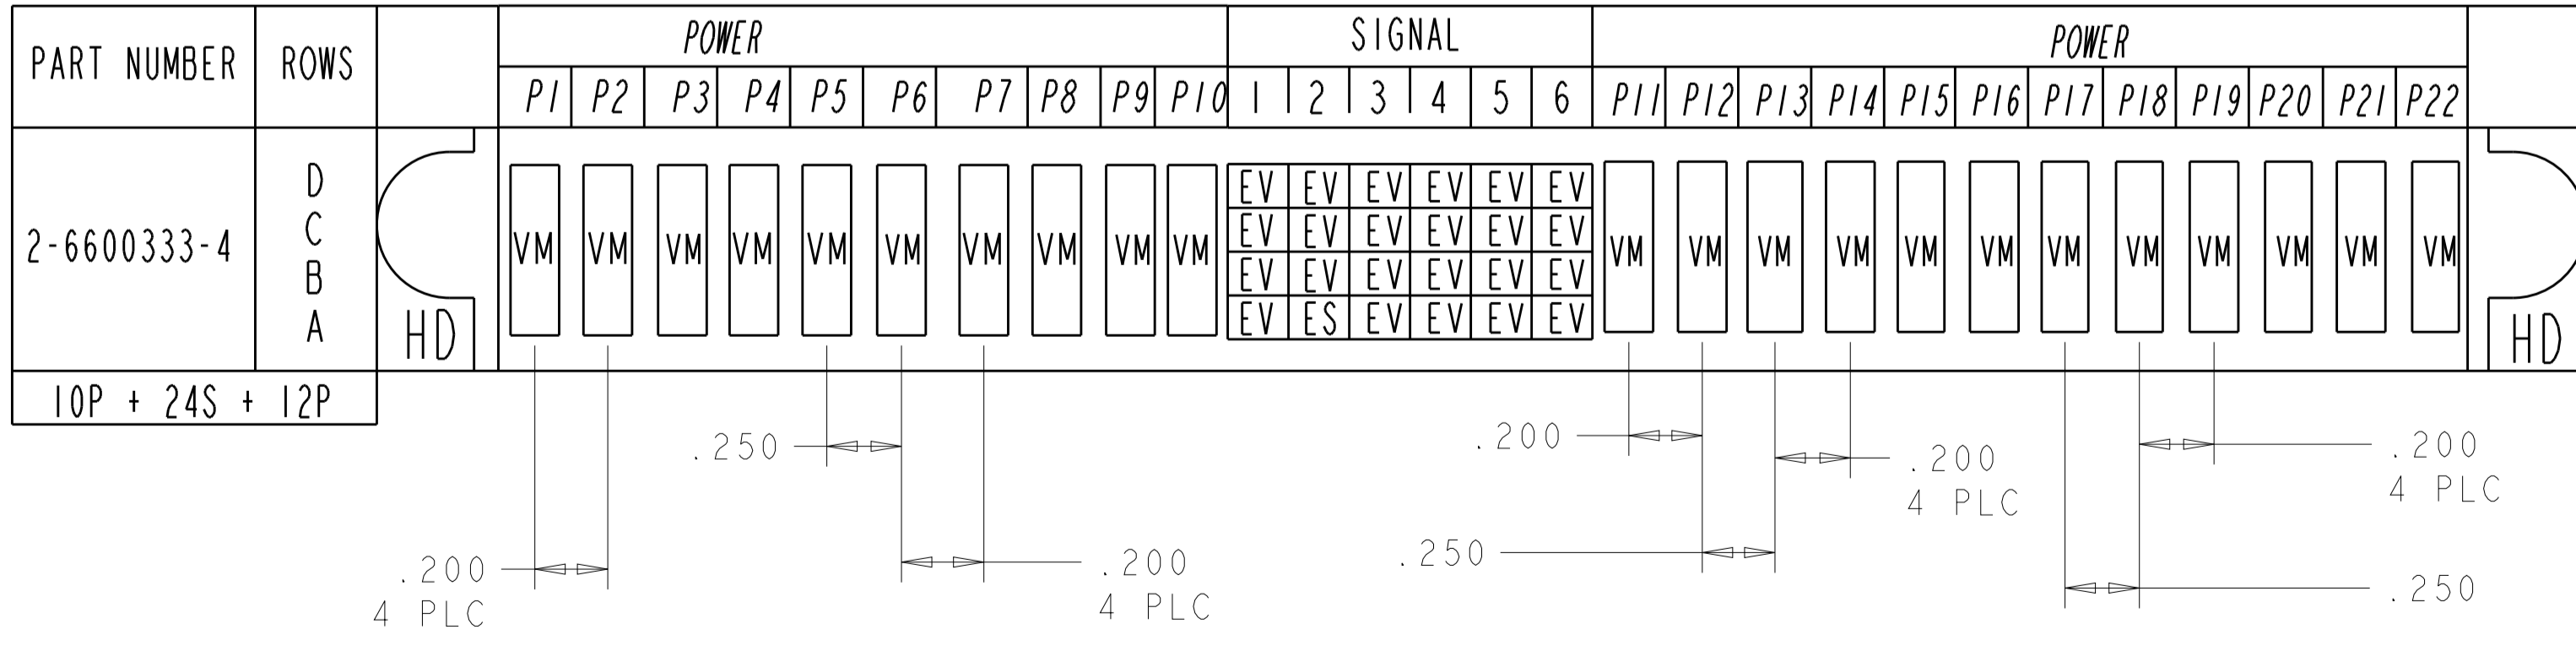 PART NUMBER ROWS POWER SIGNAL POWER
P1 P2 P3 P4 P5 P6 P7 P8 P9 P10 1 2 3 4 5 6 P11 P12 P13 P14 P15 P16 P17 P18 P19 P20 P21 P22
D EV EV EV EV EV EV
C EV EV EV EV EV EV
2-6600333-4 VM VM VM VM VM VM VM VM VM VM VM VM VM VM VM VM VM VM VM VM VM VM
B EV EV EV EV EV EV
A EV ES EV EV EV EV
HD HD
10P + 24S + 12P
.250 .200 .200 .200
4 PLC 4 PLC
.200 .200 .250 .250
4 PLC 4 PLC